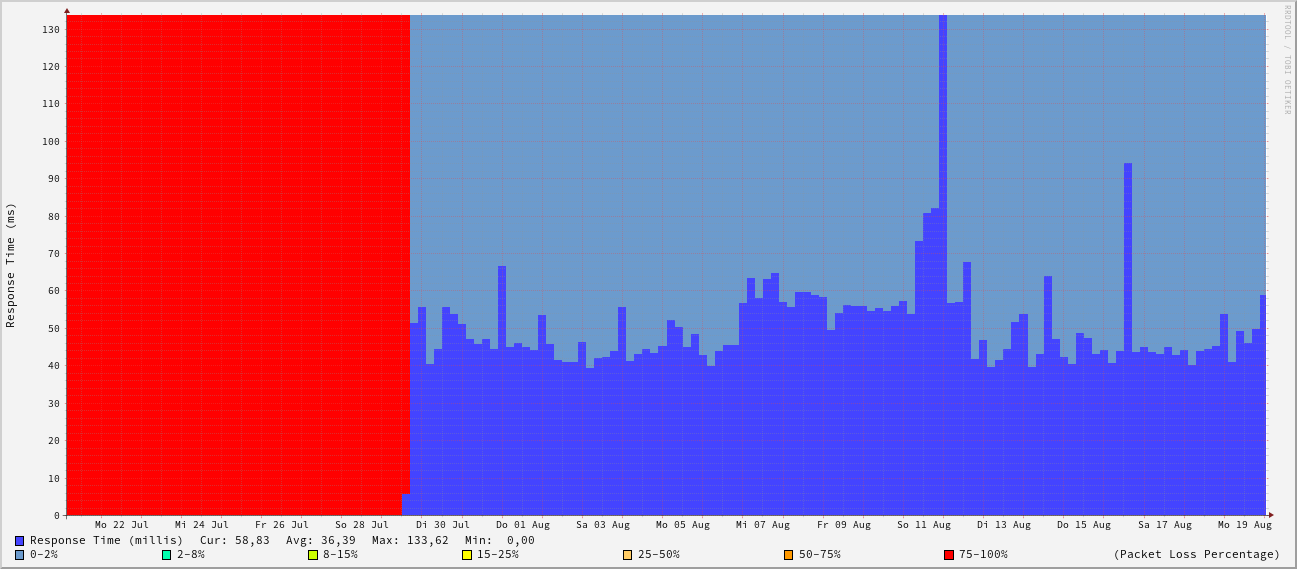 RRDTOOL / TOBI OETIKER
Response Time (ms)
130
120
110
100
90
80
70
60
50
40
30
20
10
0
Mo 22 Jul Mi 24 Jul Fr 26 Jul So 28 Jul Di 30 Jul Do 01 Aug Sa 03 Aug Mo 05 Aug Mi 07 Aug Fr 09 Aug So 11 Aug Di 13 Aug Do 15 Aug Sa 17 Aug Mo 19 Aug
Response Time (millis) Cur: 58,83 Avg: 36,39 Max: 133,62 Min: 0,00
0-2% 2-8% 8-15% 15-25% 25-50% 50-75% 75-100% (Packet Loss Percentage)